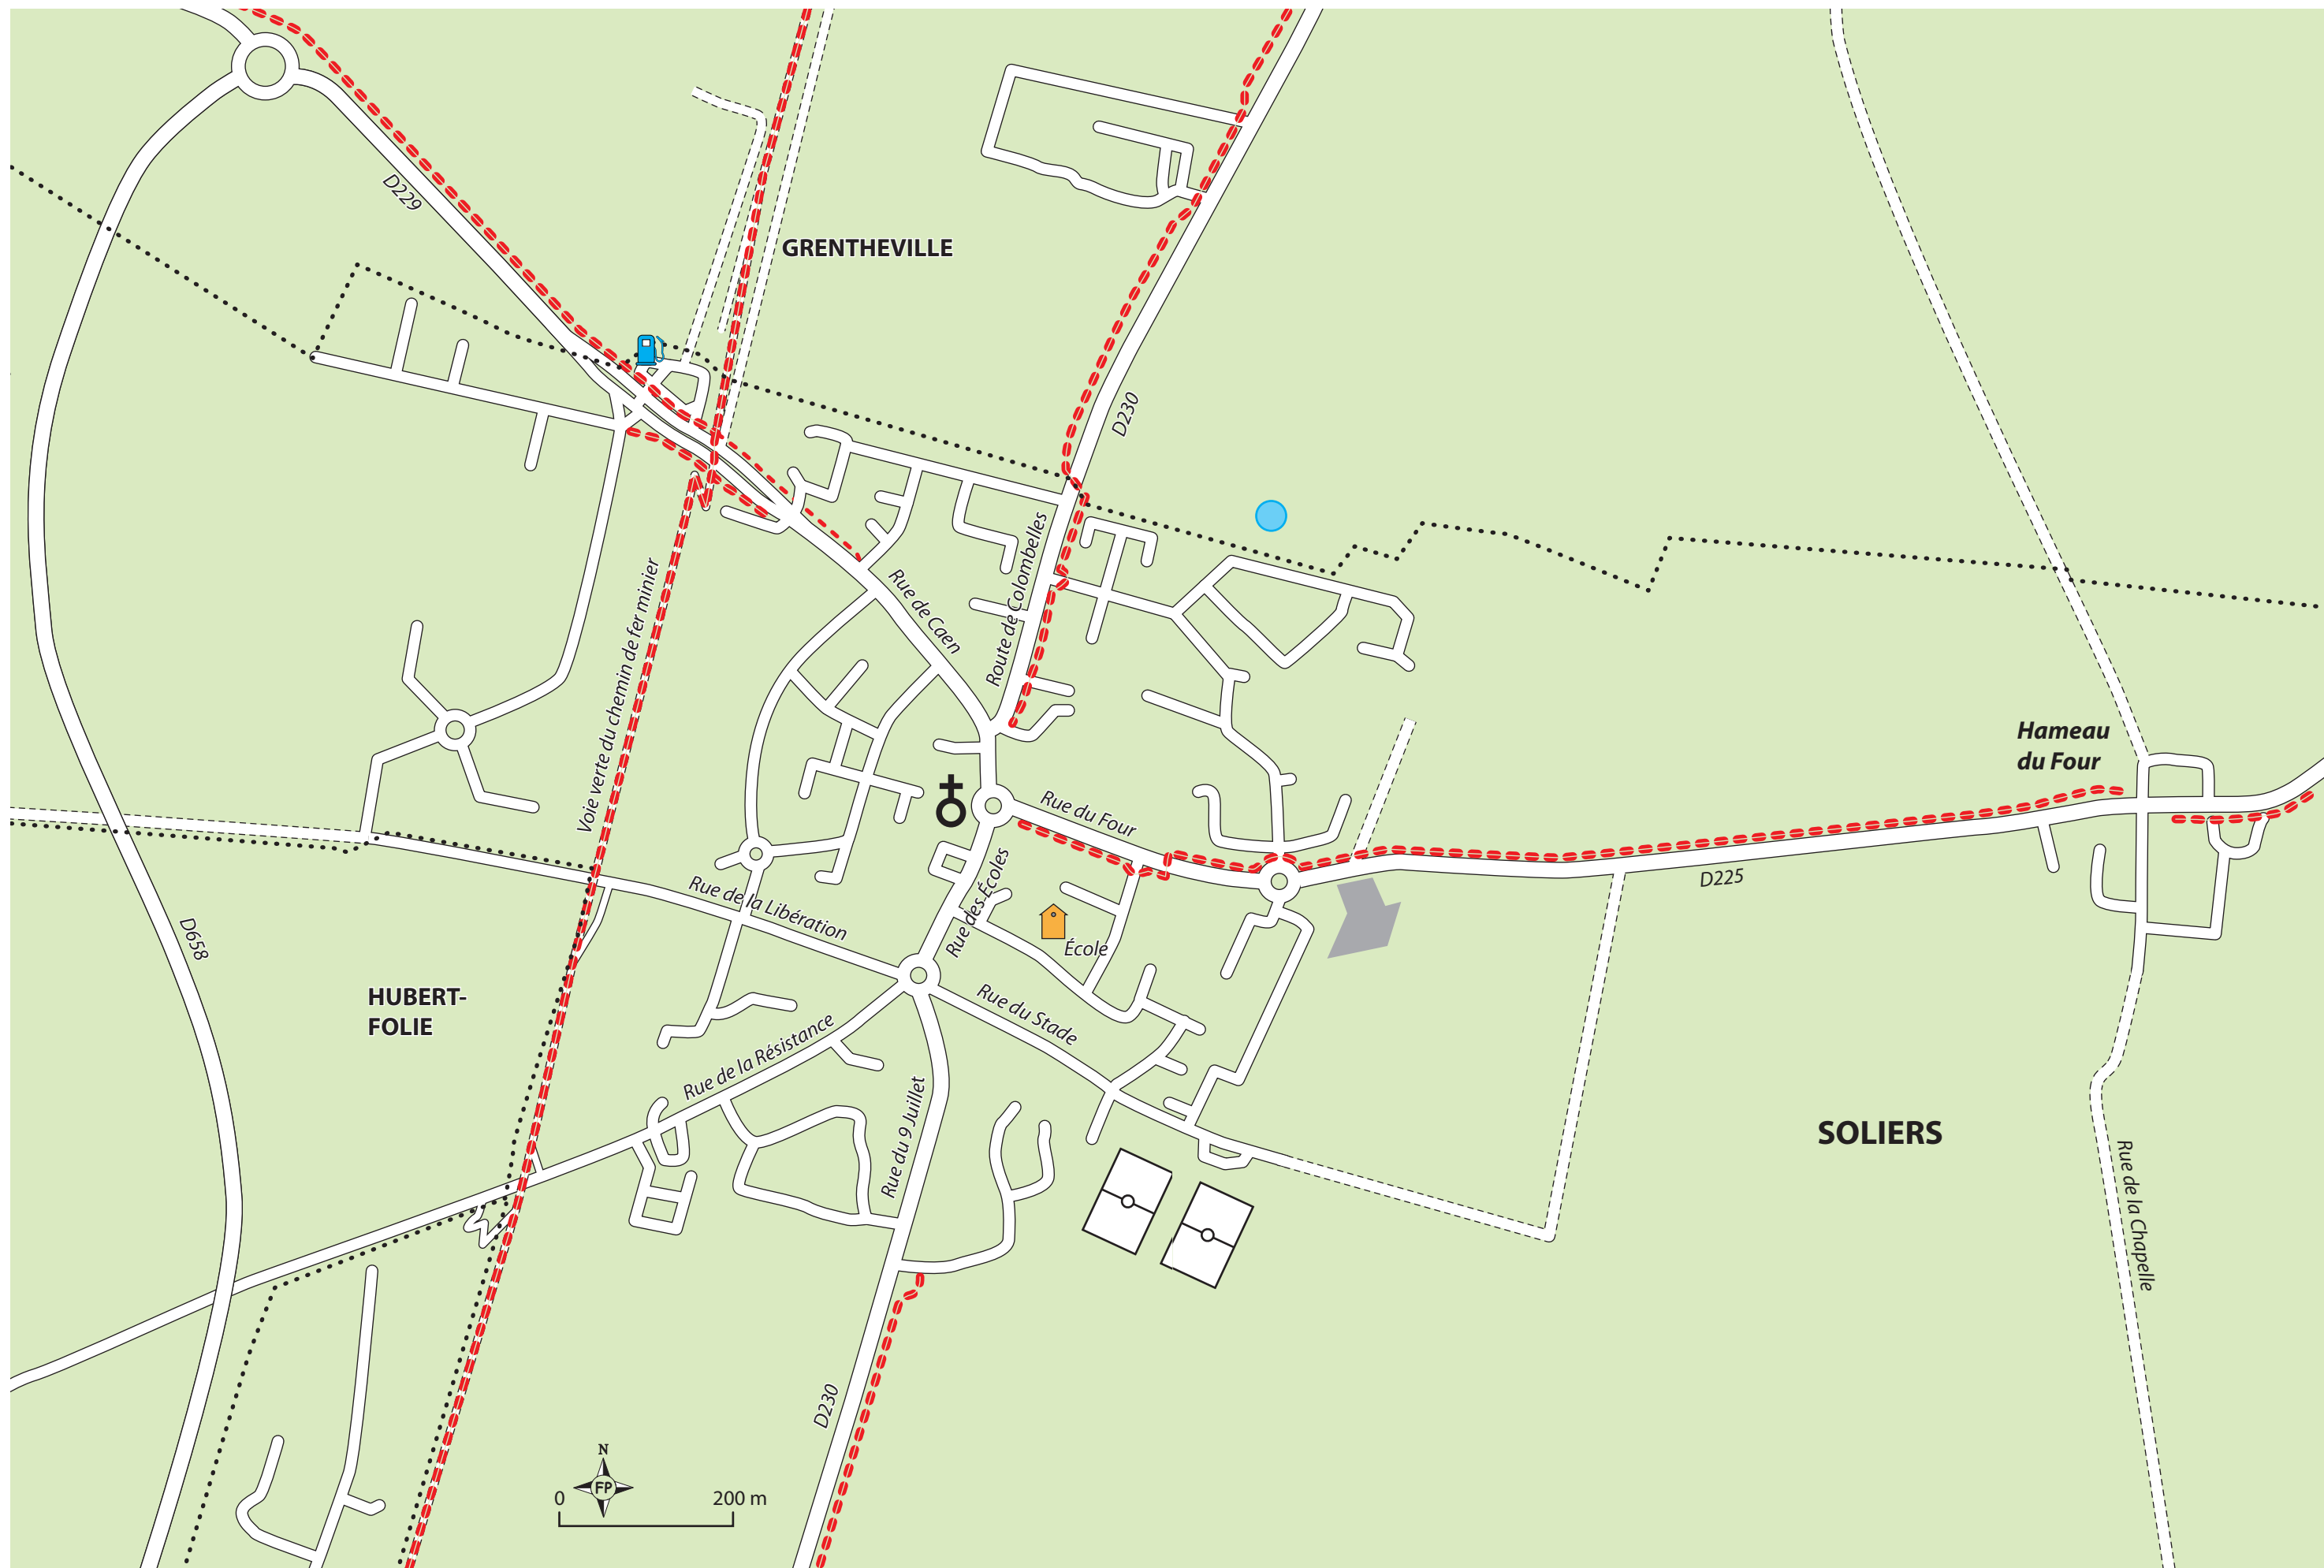 D229
GRENTHEVILLE
D230
Route de Colombelles
Rue de Caen
Voie verte du chemin de fer minier
Hameau
du Four
Rue du Four
D225
Rue des Écoles
École
Rue de la Libération
D658
HUBERT-
FOLIE
Rue du Stade
Rue de la Résistance
Rue du 9 Juillet
SOLIERS
Rue de la Chapelle
D230
N
FP
0
200 m